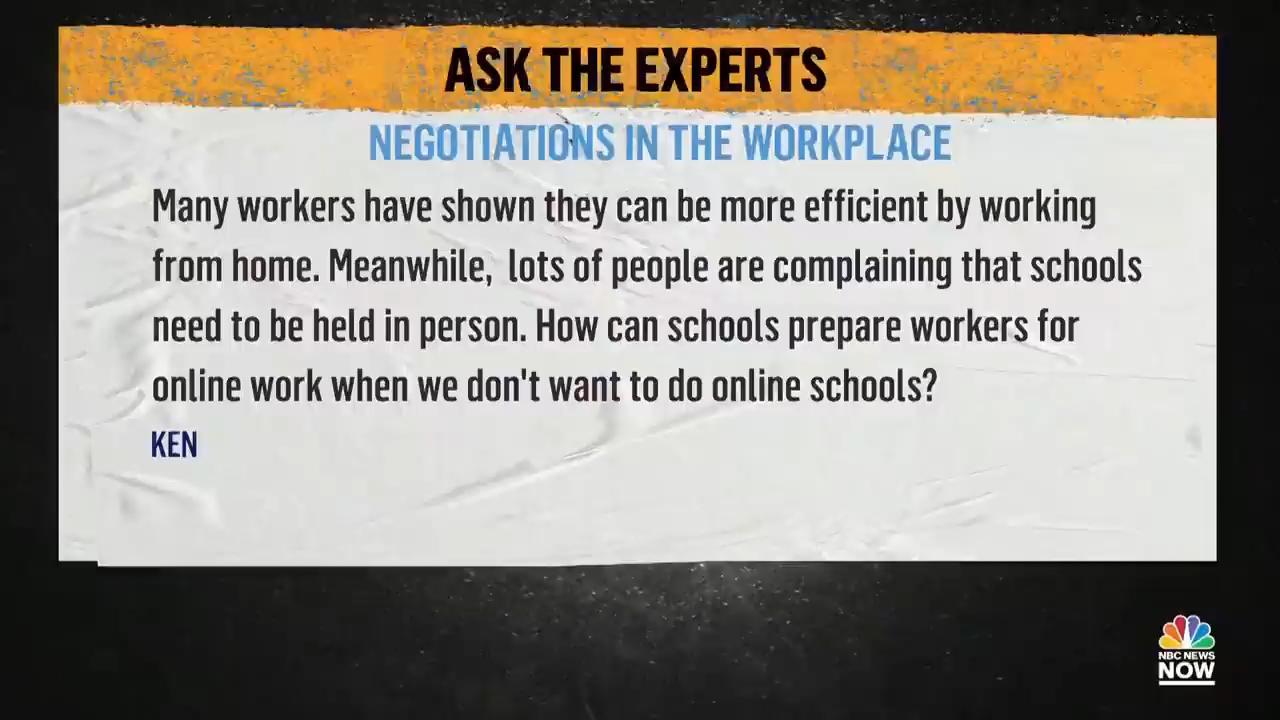 ASK THE EXPERTS
NEGOTIATIONS IN THE WORKPLACE
Many workers have shown they can be more efficient by working
from home. Meanwhile, lots of people are complaining that schools
need to be held in person. How can schools prepare workers for
online work when we don't want to do online schools?
KEN
NBC NEWS
NOW